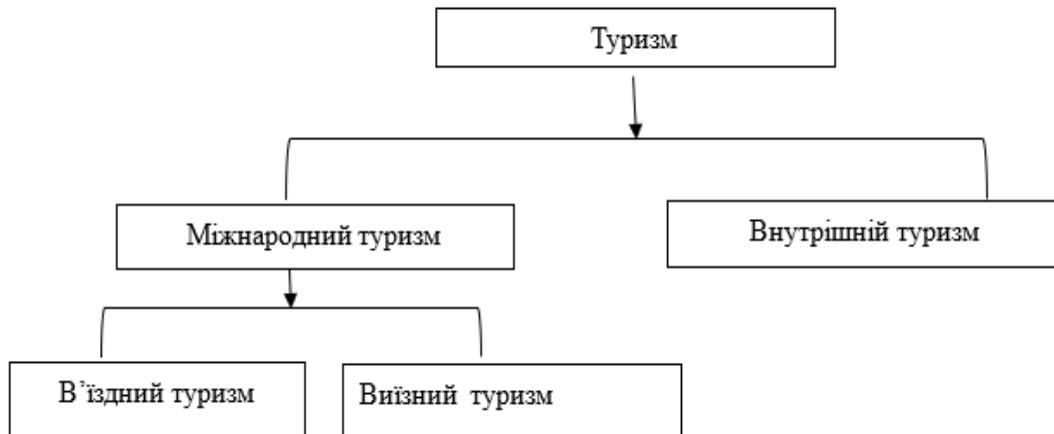 Туризм
Міжнародний туризм
Внутрішній туризм
В’їздний туризм
Виїзний туризм